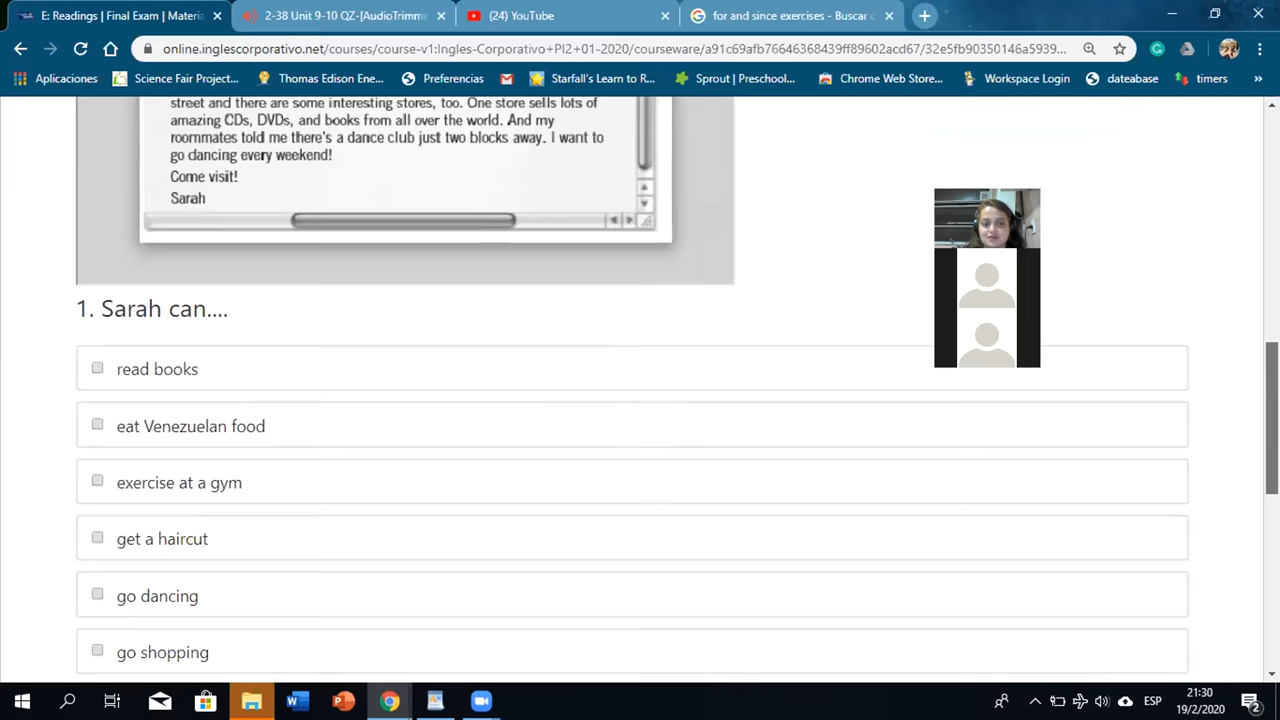 E: Readings | Final Exam | Materia
2-38 Unit 9-10 QZ-[AudioTrimme
(24) YouTube
for and since exercises - Buscar c
online.inglescorporativo.net/courses/course-v1:Ingles-Corporativo+PI2+01-2020/courseware/a91c69afb76646368439ff89602acd67/32e5fb90350146a5939...
Aplicaciones
Science Fair Project...
Thomas Edison Ene...
Preferencias
Starfall's Learn to R...
Sprout | Preschool...
Chrome Web Store...
Workspace Login
dateabase
timers
street and there are some interesting stores, too. One store sells lots of
amazing CDs, DVDs, and books from all over the world. And my
roommates told me there's a dance club just two blocks away. I want to
go dancing every weekend!
Come visit!
Sarah
1. Sarah can....
read books
eat Venezuelan food
exercise at a gym
get a haircut
go dancing
go shopping
ESP
21:30
19/2/2020
2